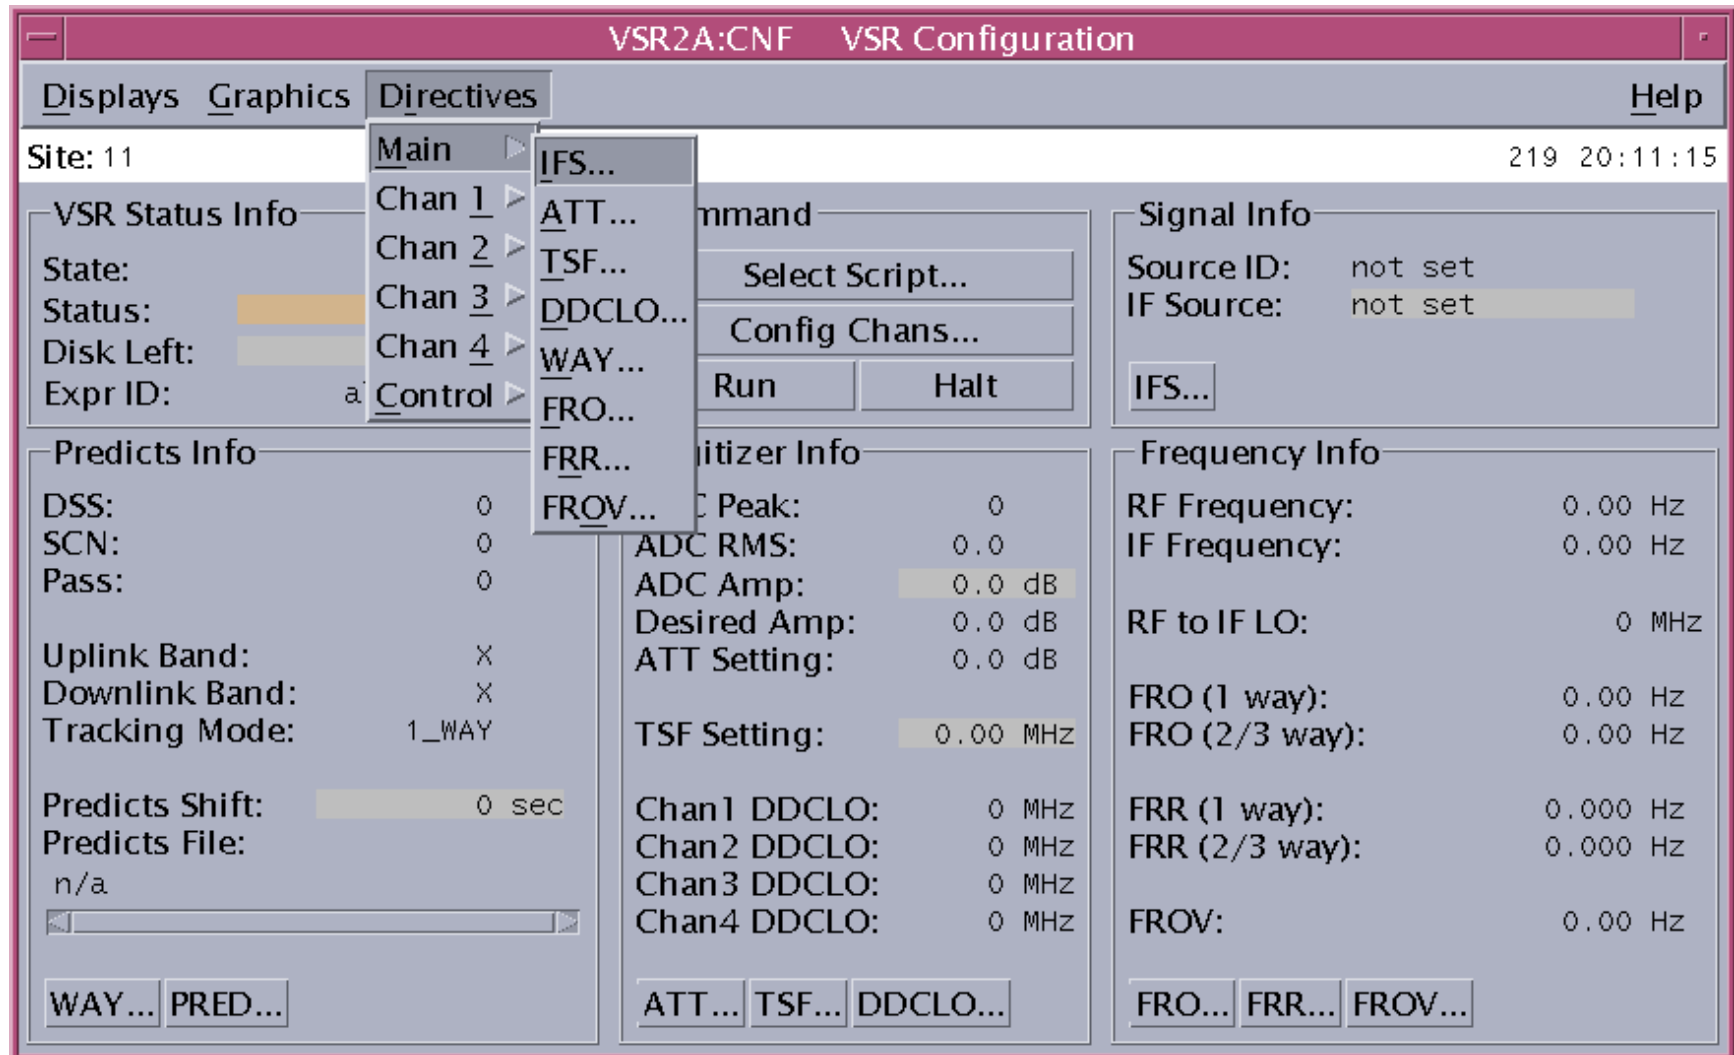 VSR2A:CNF VSR Configuration
Displays Graphics Directives Help
Site: 11 219 20:11:15
Main
Chan 1
Chan 2
Chan 3
Chan 4
Control
IFS...
ATT...
TSF...
DDCLO...
WAY...
FRO...
FRR...
FROV...
VSR Status Info
State:
Status:
Disk Left:
Expr ID:
Select Script...
Config Chans...
Run Halt
Signal Info
Source ID: not set
IF Source: not set
IFS...
Predicts Info
DSS: 0
SCN: 0
Pass: 0
Uplink Band: X
Downlink Band: X
Tracking Mode: 1_WAY
Predicts Shift: 0 sec
Predicts File:
n/a
WAY... PRED...
itizer Info
Peak: 0
ADC RMS: 0.0
ADC Amp: 0.0 dB
Desired Amp: 0.0 dB
ATT Setting: 0.0 dB
TSF Setting: 0.00 MHz
Chan1 DDCLO: 0 MHz
Chan2 DDCLO: 0 MHz
Chan3 DDCLO: 0 MHz
Chan4 DDCLO: 0 MHz
ATT... TSF... DDCLO...
Frequency Info
RF Frequency: 0.00 Hz
IF Frequency: 0.00 Hz
RF to IF LO: 0 MHz
FRO (1 way): 0.00 Hz
FRO (2/3 way): 0.00 Hz
FRR (1 way): 0.000 Hz
FRR (2/3 way): 0.000 Hz
FROV: 0.00 Hz
FRO... FRR... FROV...